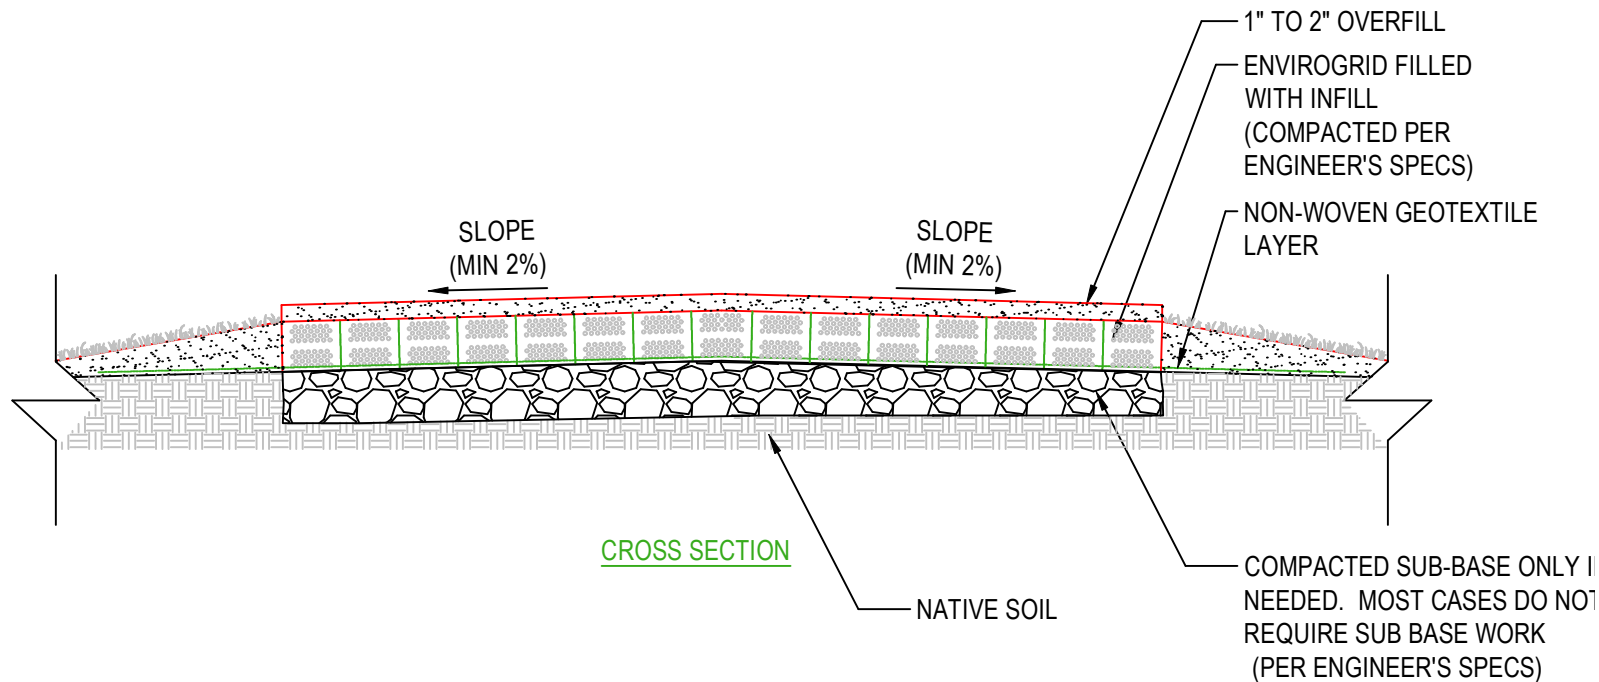 1" TO 2" OVERFILL
ENVIROGRID FILLED
WITH INFILL
(COMPACTED PER
ENGINEER'S SPECS)
NON-WOVEN GEOTEXTILE
LAYER
SLOPE
(MIN 2%)
SLOPE
(MIN 2%)
CROSS SECTION
NATIVE SOIL
COMPACTED SUB-BASE ONLY
NEEDED. MOST CASES DO NOT
REQUIRE SUB BASE WORK
(PER ENGINEER'S SPECS)